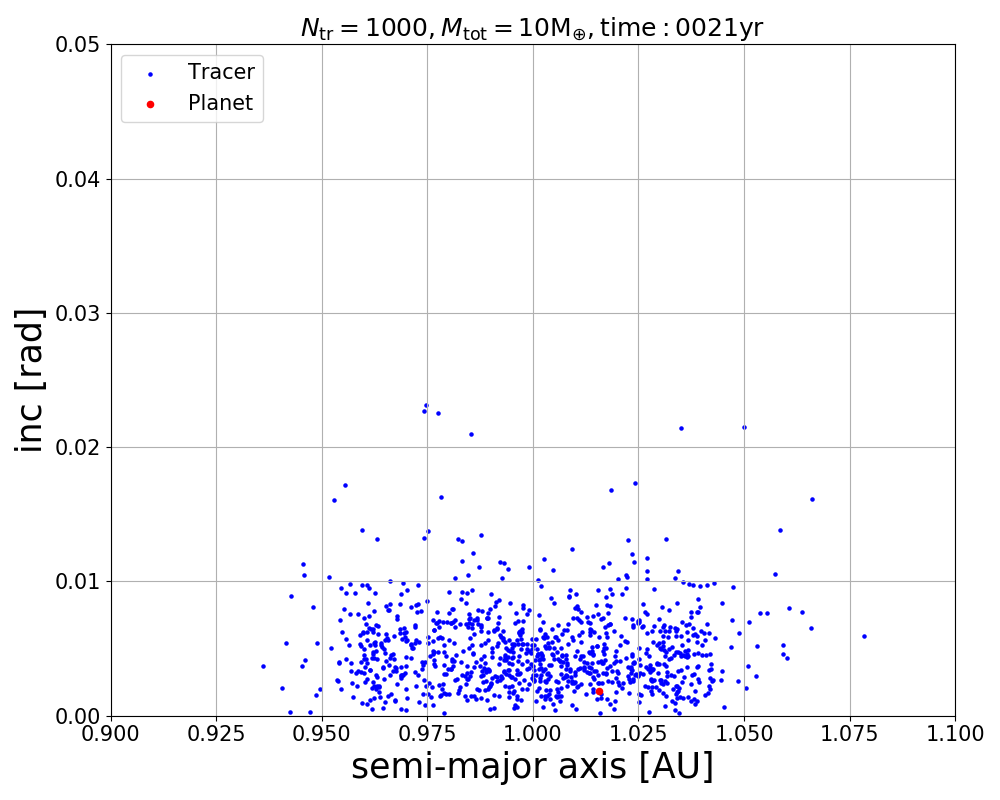 N_tr = 1000, M_tot = 10M_⊕, time : 0021yr
Tracer
Planet
0.05
0.04
0.03
0.02
0.01
0.00
inc [rad]
0.900 0.925 0.950 0.975 1.000 1.025 1.050 1.075 1.100
semi-major axis [AU]